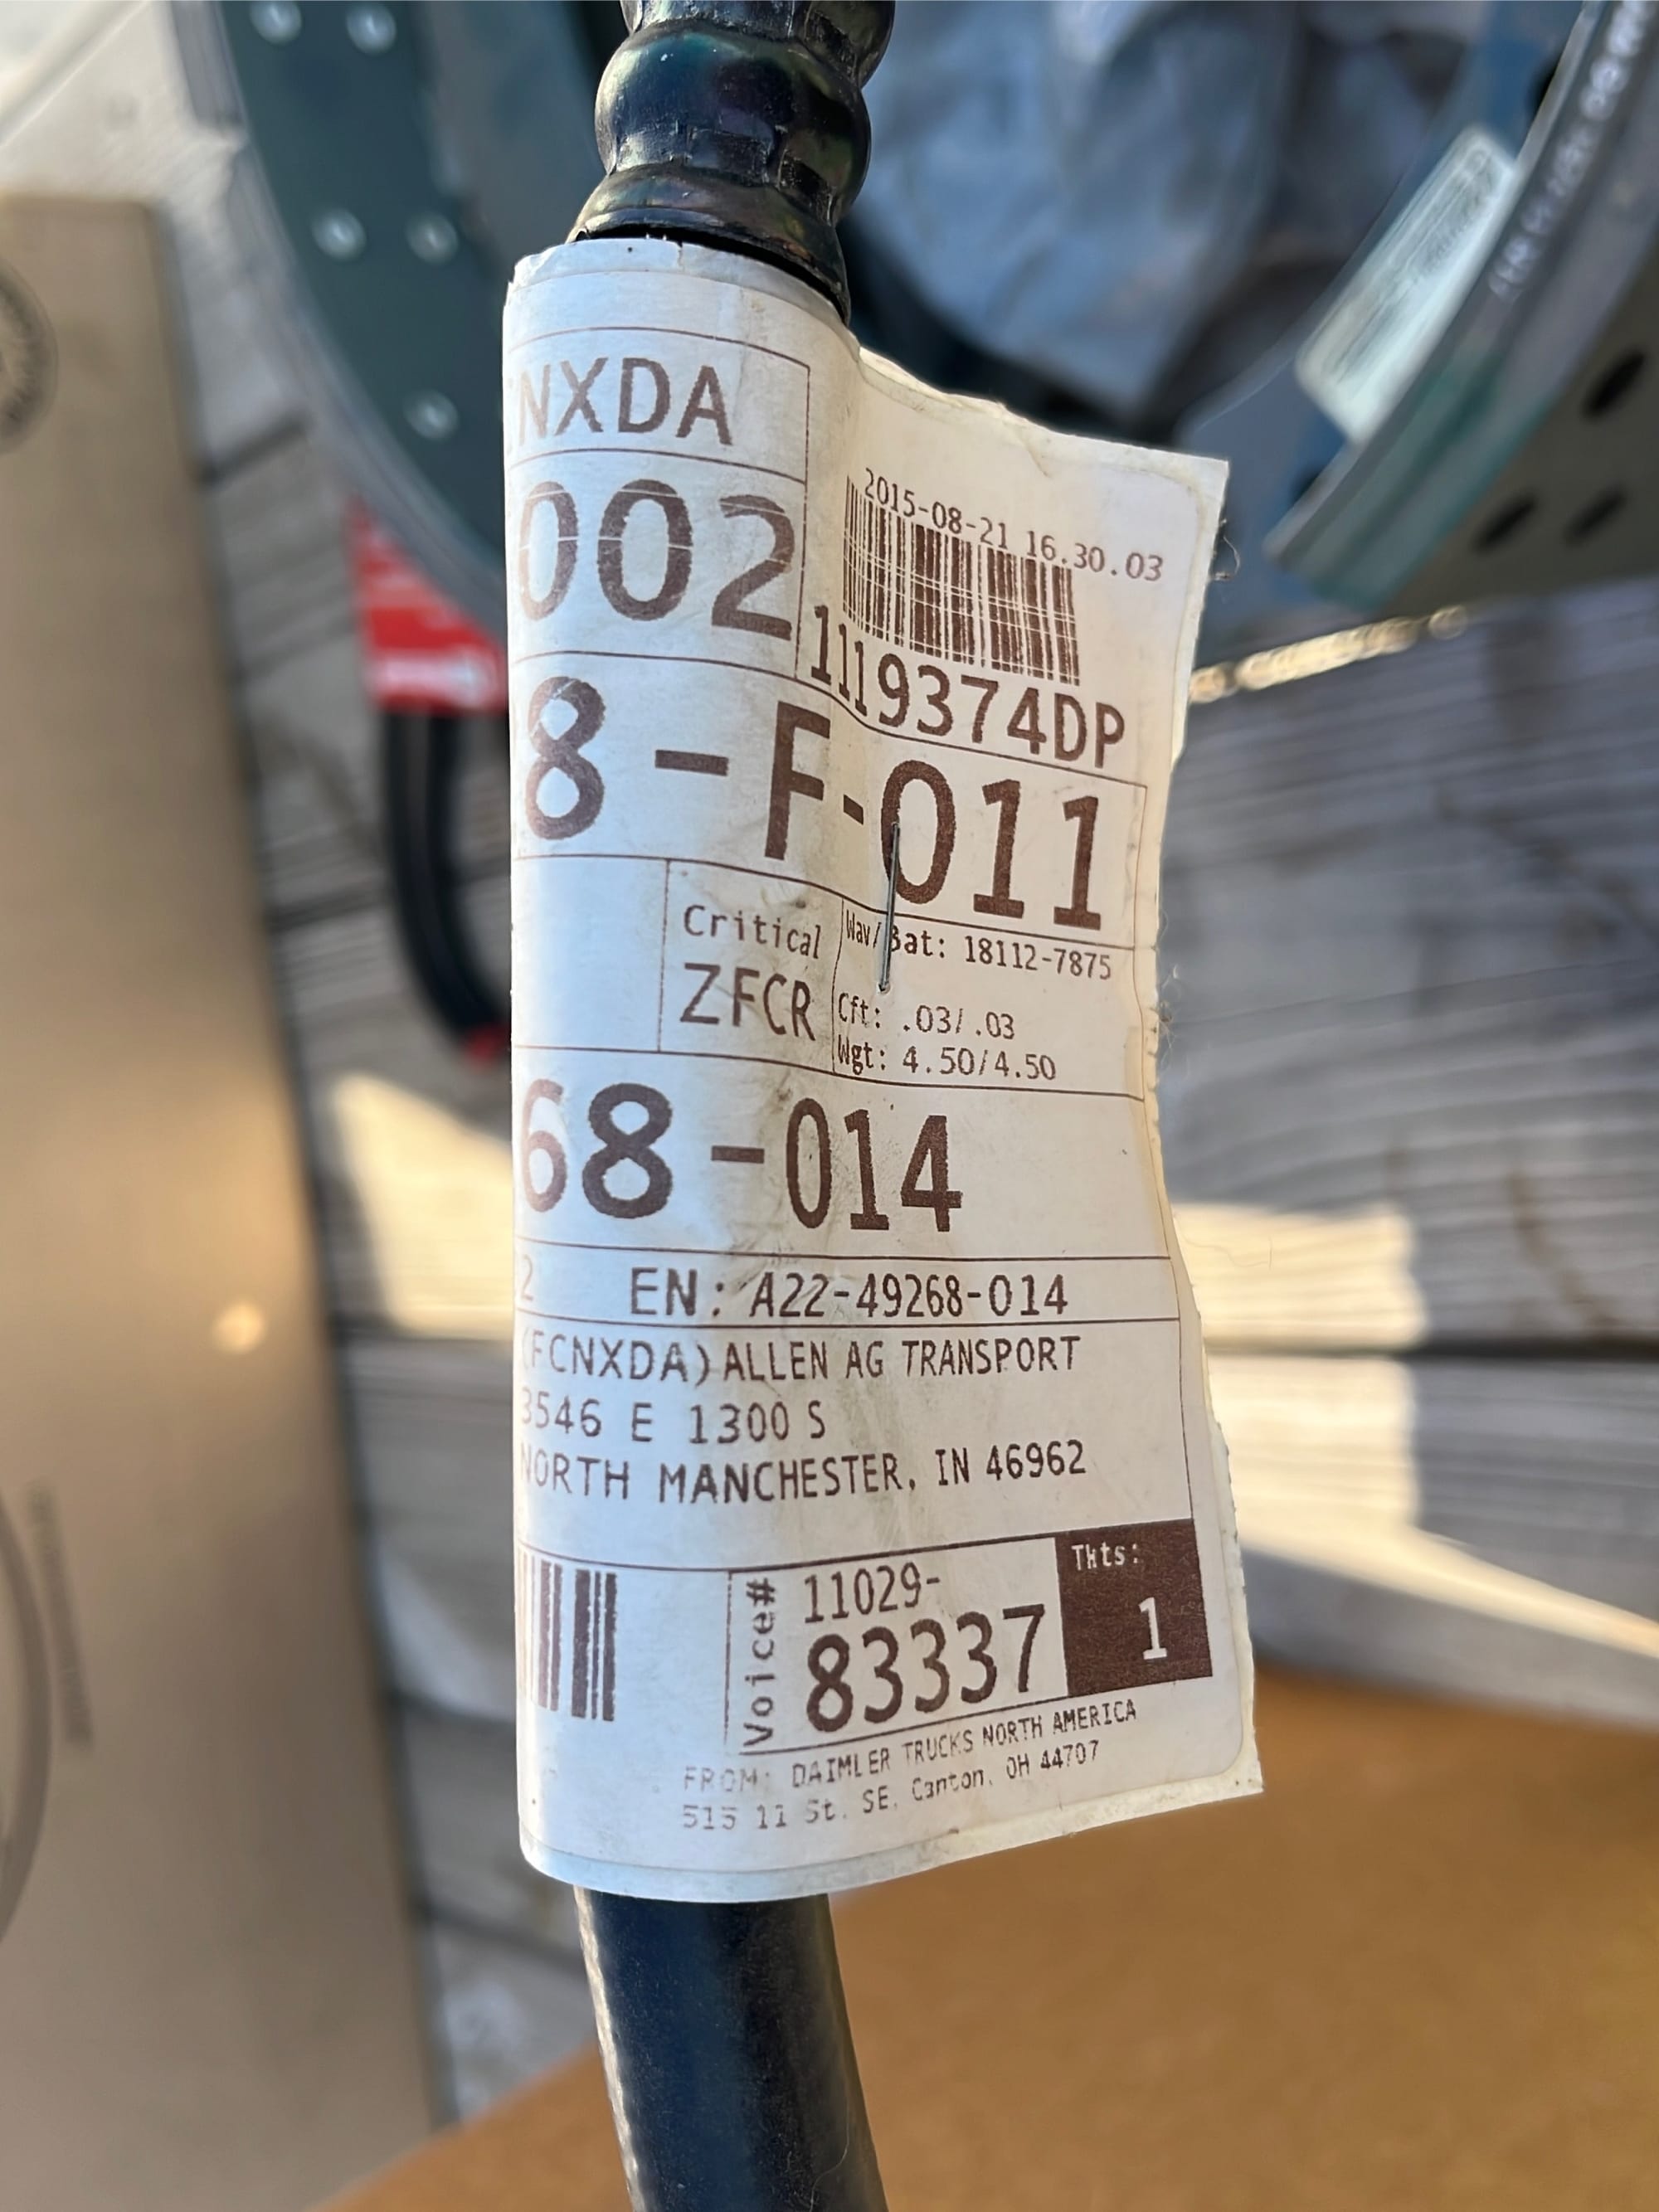 NXDA
2015-08-21 16.30.03
002
1119374DP
8-F-011
Critical
ZFCR
Wav/Bat: 18112-7875
Cft: .03/.03
Wgt: 4.50/4.50
68-014
2 EN: A22-49268-014
(FCNXDA)ALLEN AG TRANSPORT
3546 E 1300 S
NORTH MANCHESTER, IN 46962
Voice# 11029-
83337
Tkts:
1
FROM: DAIMLER TRUCKS NORTH AMERICA
515 11 St. SE, Canton, OH 44707